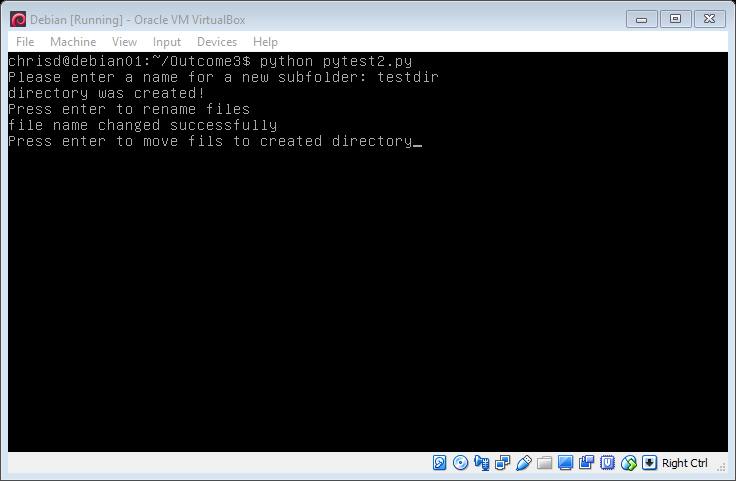 Debian [Running] - Oracle VM VirtualBox
File Machine View Input Devices Help
chrisd@debian01:~/Outcome3$ python pytest2.py
Please enter a name for a new subfolder: testdir
directory was created!
Press enter to rename files
file name changed successfully
Press enter to move fils to created directory_
Right Ctrl